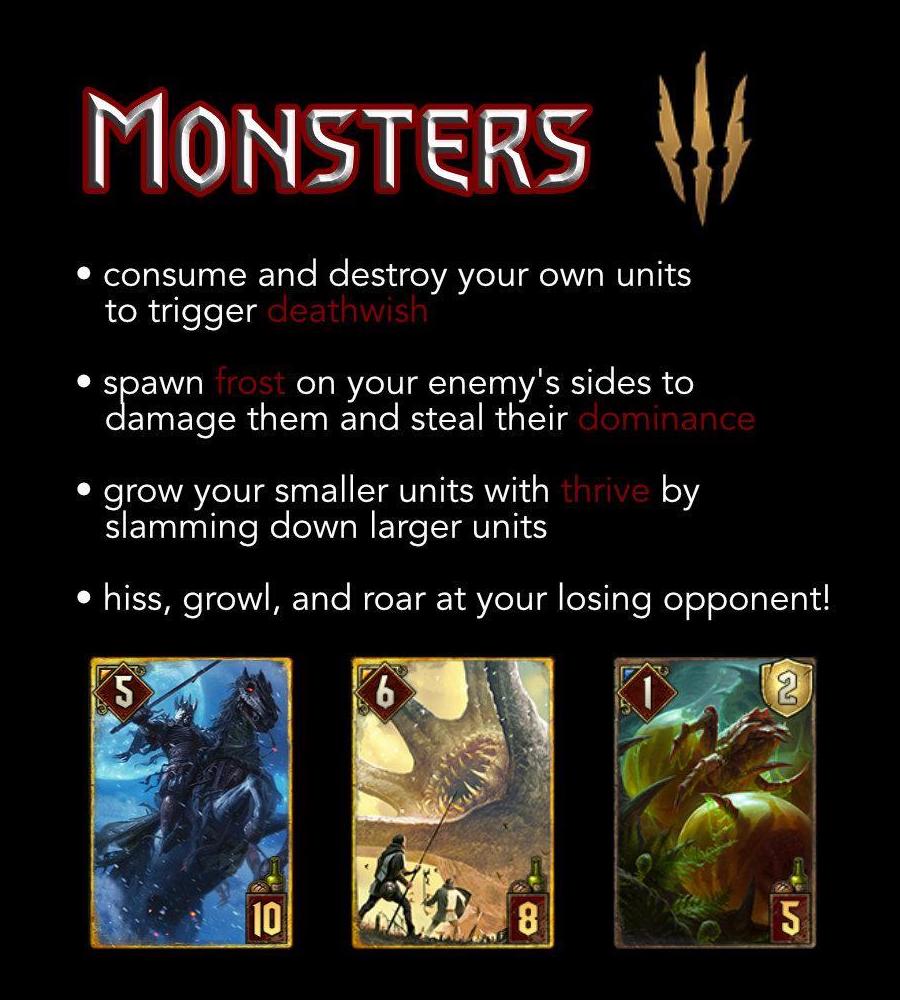 MONSTERS
• consume and destroy your own units
to trigger deathwish
• spawn frost on your enemy's sides to
damage them and steal their dominance
• grow your smaller units with thrive by
slamming down larger units
• hiss, growl, and roar at your losing opponent!
5
6
1
2
10
8
5